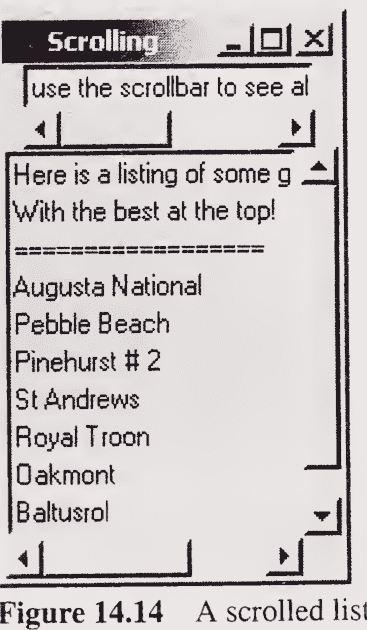 Scrolling
use the scrollbar to see al
Here is a listing of some g
With the best at the top!
===================
Augusta National
Pebble Beach
Pinehurst # 2
St Andrews
Royal Troon
Oakmont
Baltusrol
Figure 14.14 A scrolled list